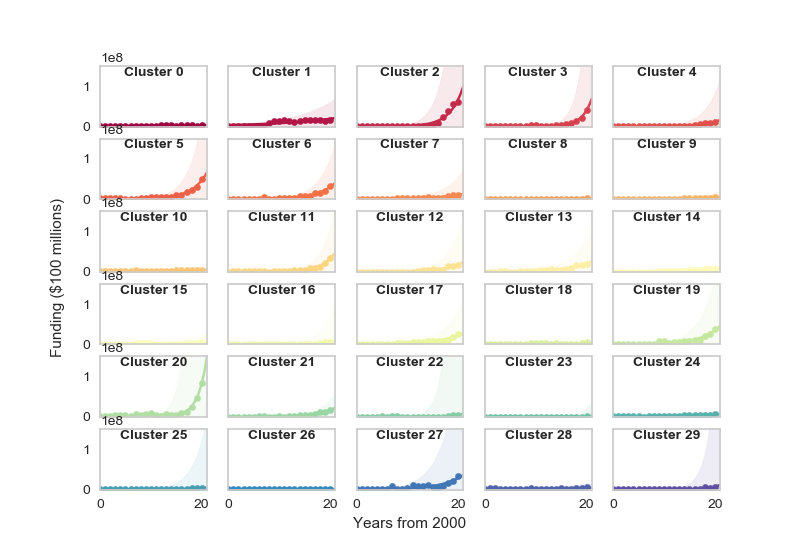 1e8
Cluster 0 Cluster 1 Cluster 2 Cluster 3 Cluster 4
1
0
1e8
Cluster 5 Cluster 6 Cluster 7 Cluster 8 Cluster 9
1
0
1e8
Cluster 10 Cluster 11 Cluster 12 Cluster 13 Cluster 14
1
0
1e8
Cluster 15 Cluster 16 Cluster 17 Cluster 18 Cluster 19
1
0
1e8
Cluster 20 Cluster 21 Cluster 22 Cluster 23 Cluster 24
1
0
1e8
Cluster 25 Cluster 26 Cluster 27 Cluster 28 Cluster 29
1
0
0 20 0 20 0 20 0 20 0 20
Years from 2000
Funding ($100 millions)